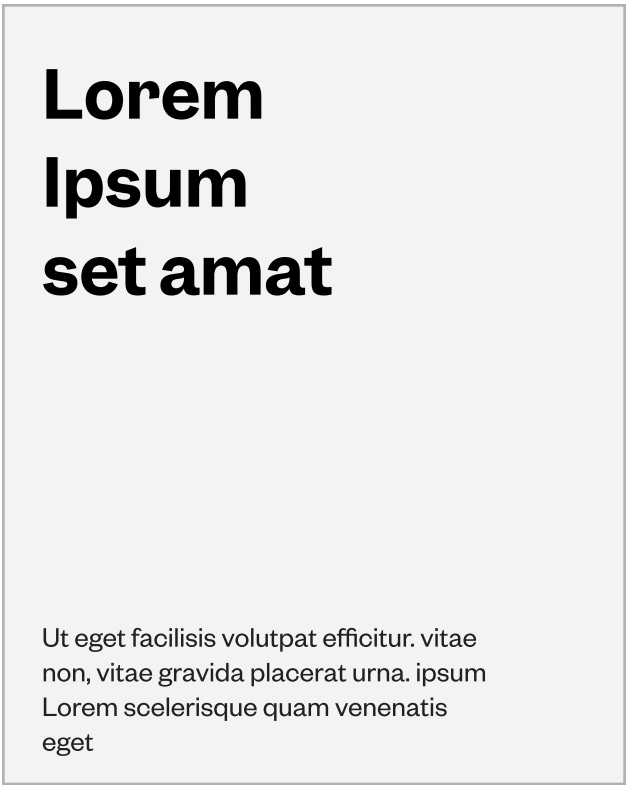 Lorem
Ipsum
set amat
Ut eget facilisis volutpat efficitur. vitae
non, vitae gravida placerat urna. ipsum
Lorem scelerisque quam venenatis
eget